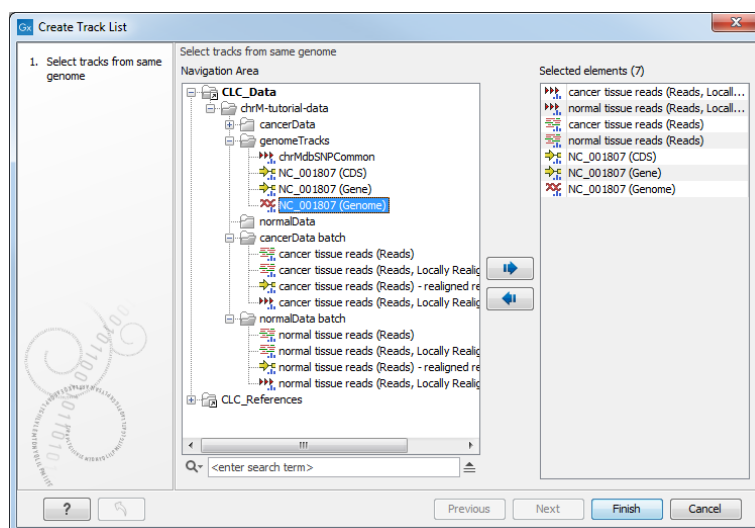 Gx Create Track List
1. Select tracks from same
genome
Select tracks from same genome
Navigation Area
CLC_Data
chrM-tutorial-data
cancerData
genomeTracks
chrMdbSNPCommon
NC_001807 (CDS)
NC_001807 (Gene)
NC_001807 (Genome)
normalData
cancerData batch
cancer tissue reads (Reads)
cancer tissue reads (Reads, Locally Realig
cancer tissue reads (Reads) - realigned re
cancer tissue reads (Reads, Locally Realig
normalData batch
normal tissue reads (Reads)
normal tissue reads (Reads, Locally Realig
normal tissue reads (Reads) - realigned re
normal tissue reads (Reads, Locally Realig
CLC_References
<enter search term>
Selected elements (7)
cancer tissue reads (Reads, Locall...
normal tissue reads (Reads, Locall...
cancer tissue reads (Reads)
normal tissue reads (Reads)
NC_001807 (CDS)
NC_001807 (Gene)
NC_001807 (Genome)
?
Previous
Next
Finish
Cancel